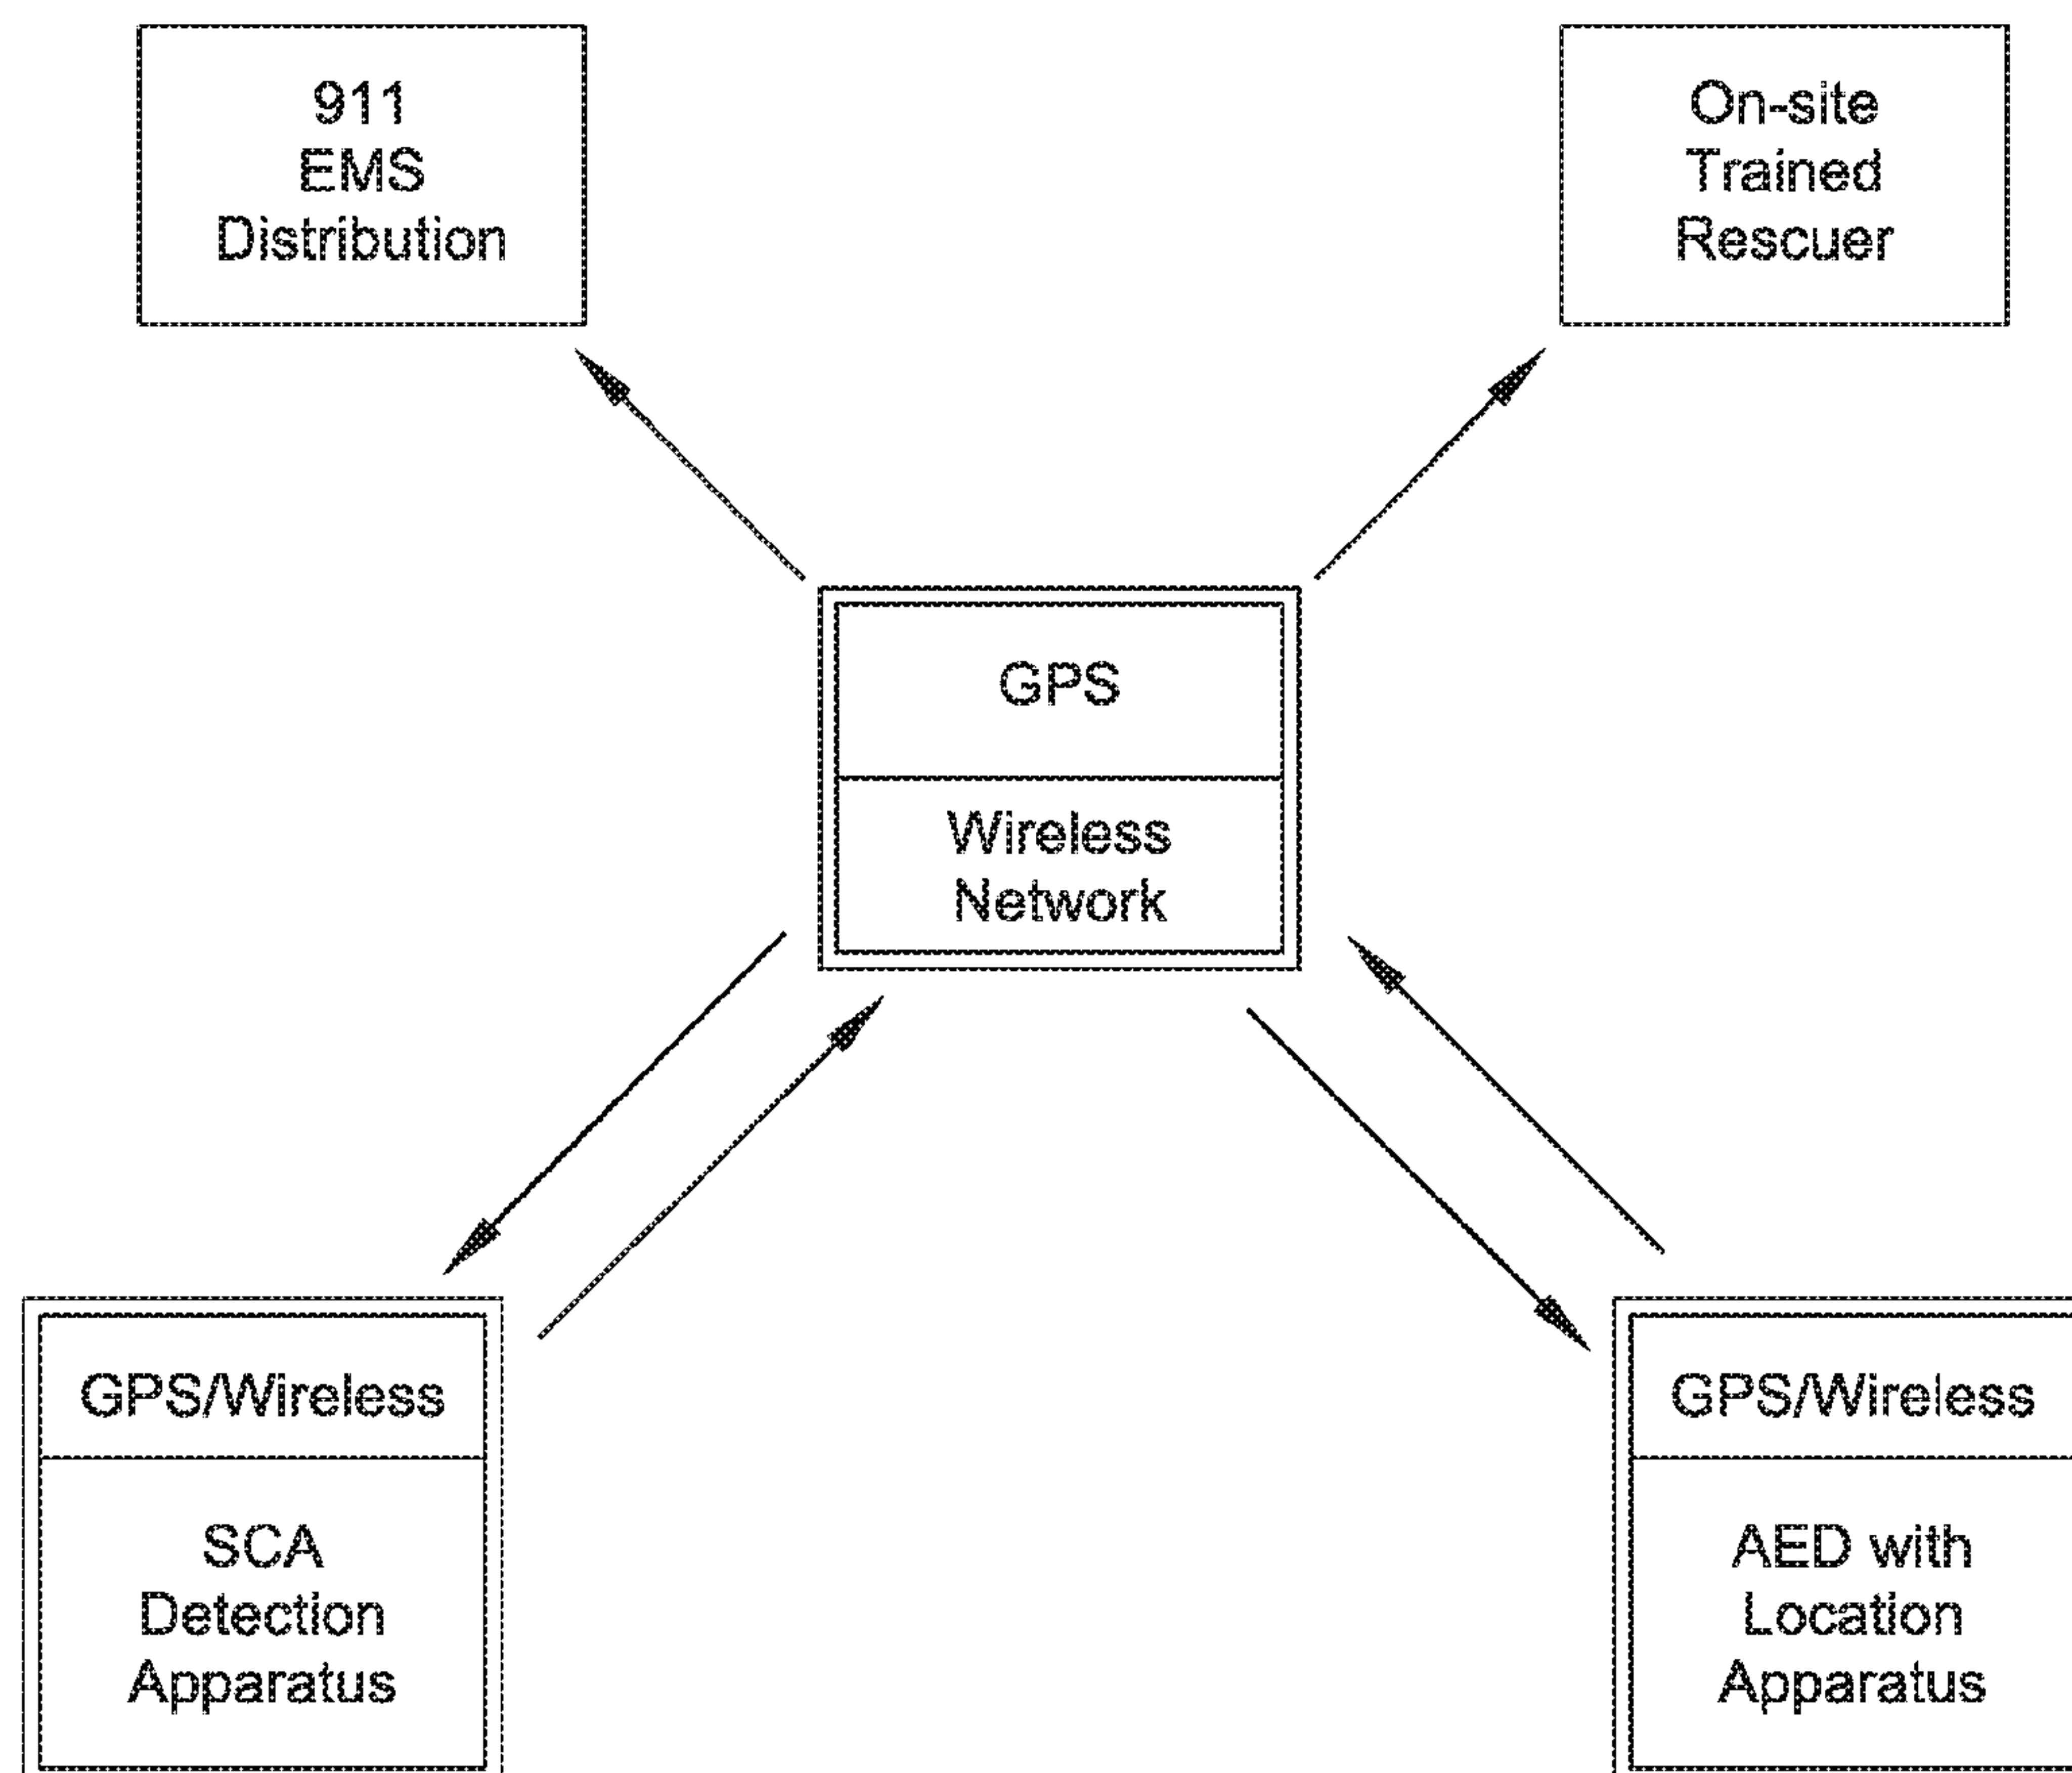 911
EMS
Distribution
On-site
Trained
Rescuer
GPS
Wireless
Network
GPS/Wireless
SCA
Detection
Apparatus
GPS/Wireless
AED with
Location
Apparatus